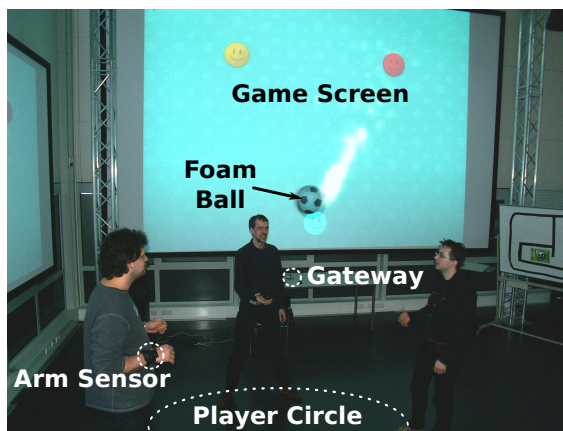 Game Screen
Foam
Ball
Gateway
Arm Sensor
Player Circle